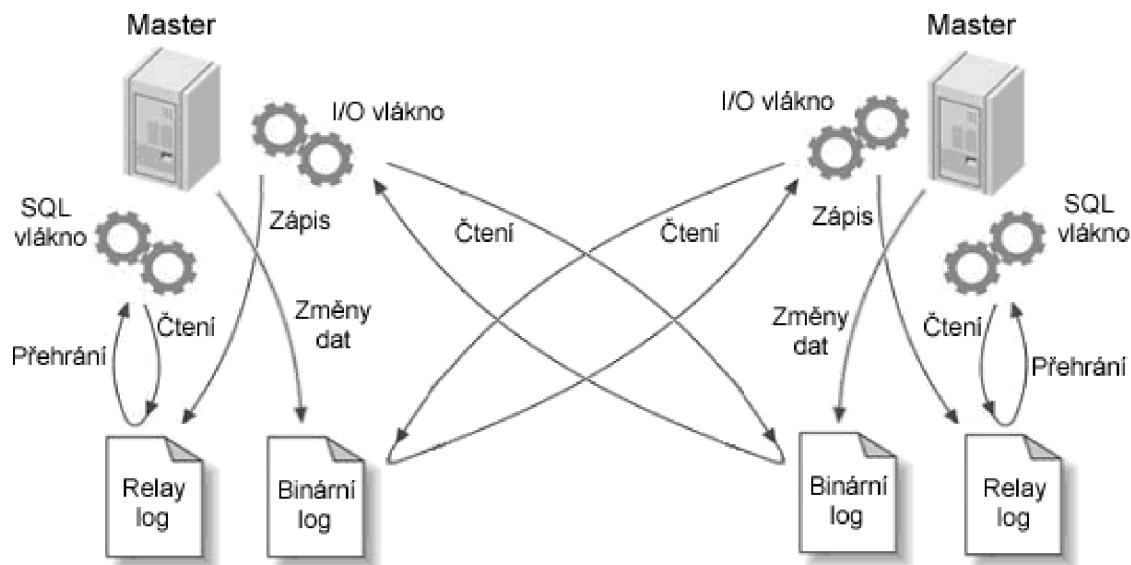 Master
Master
I/O vlákno
I/O vlákno
SQL
vlákno
Zápis
Čtení
Čtení
Zápis
SQL
vlákno
Změny
dat
Čtení
Přehrání
Změny
dat
Čtení
Přehrání
Relay
log
Binární
log
Binární
log
Relay
log